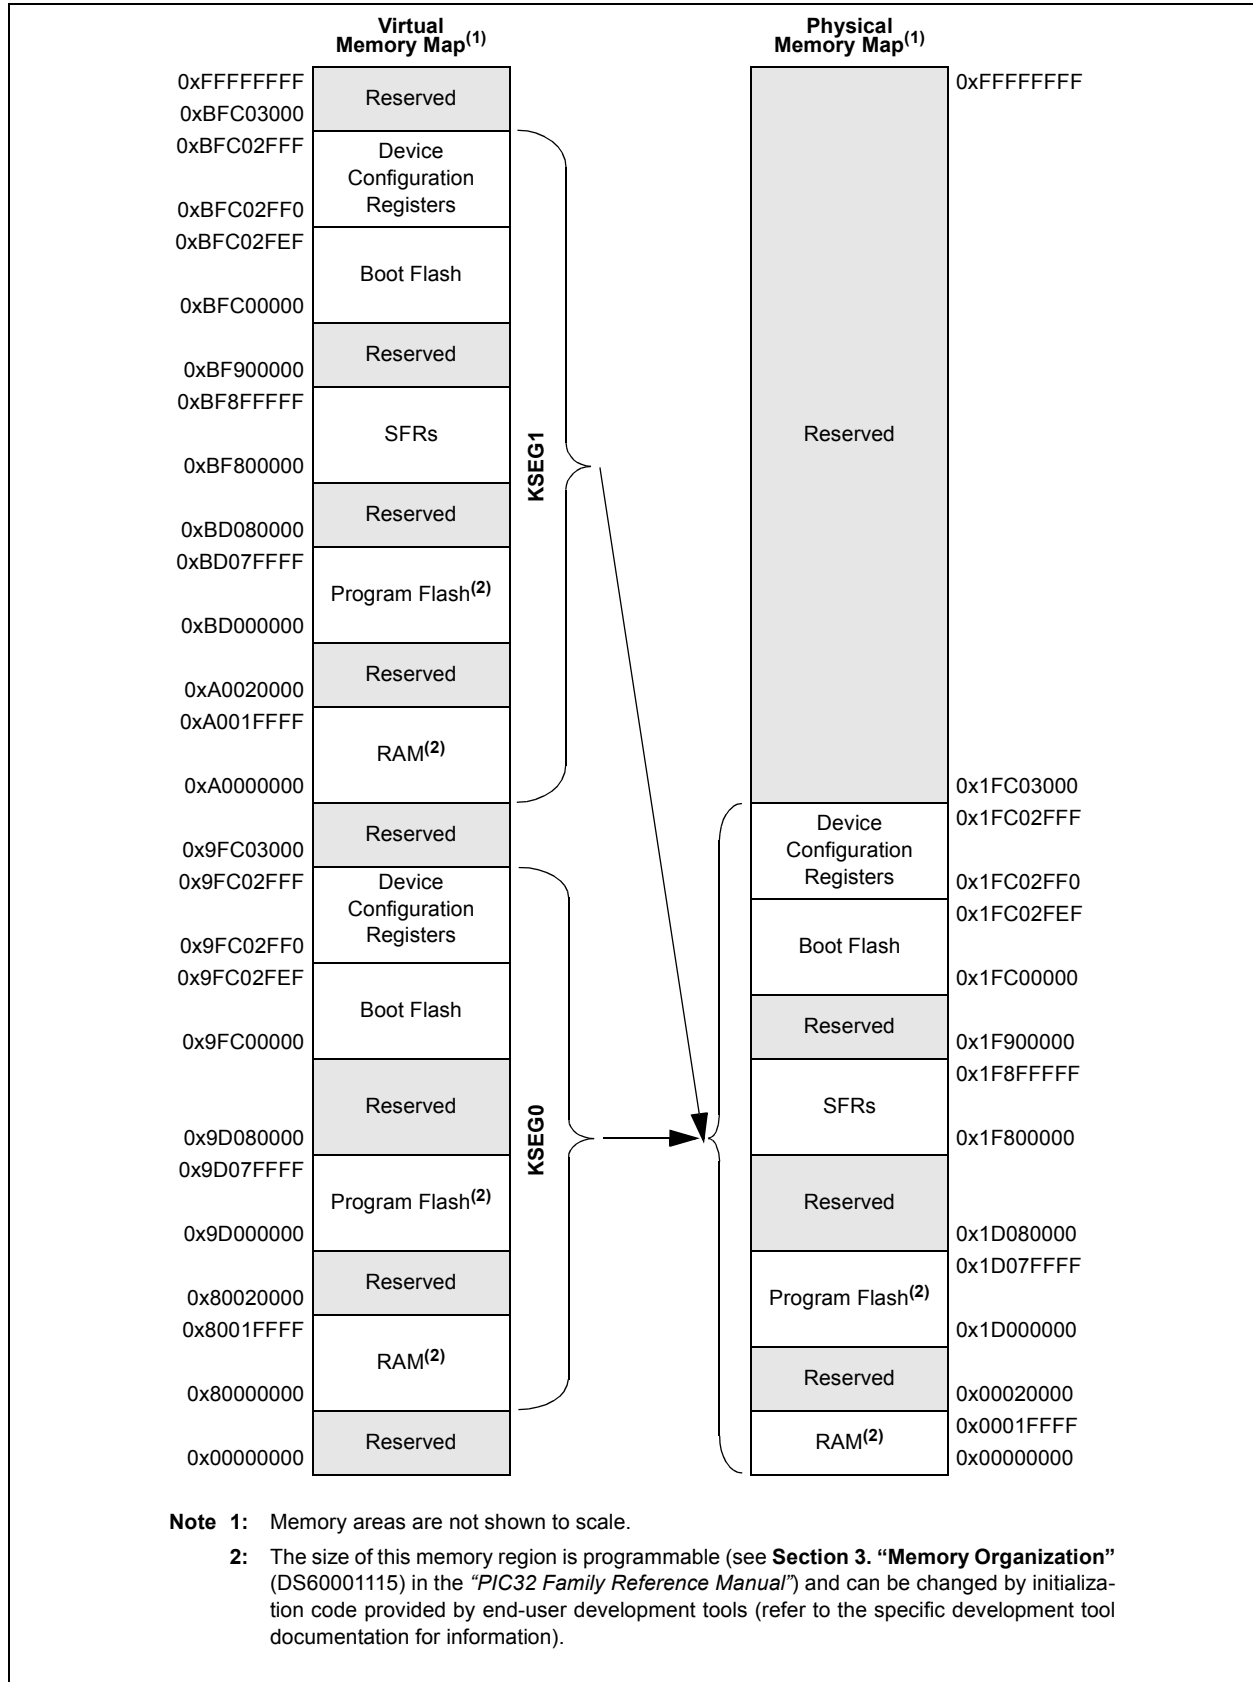 Virtual
Memory Map(1)
Physical
Memory Map(1)
0xFFFFFFFF
Reserved
0xBFC03000
0xBFC02FFF
Device
Configuration
Registers
0xBFC02FF0
0xBFC02FEF
Boot Flash
0xBFC00000
Reserved
0xBF900000
0xBF8FFFFF
SFRs
0xBF800000
Reserved
0xBD080000
0xBD07FFFF
Program Flash(2)
0xBD000000
Reserved
0xA0020000
0xA001FFFF
RAM(2)
0xA0000000
KSEG1
Reserved
0x9FC03000
0x9FC02FFF
Device
Configuration
Registers
0x9FC02FF0
0x9FC02FEF
Boot Flash
0x9FC00000
Reserved
0x9D080000
0x9D07FFFF
Program Flash(2)
0x9D000000
Reserved
0x80020000
0x8001FFFF
RAM(2)
0x80000000
KSEG0
Reserved
0x00000000
0xFFFFFFFF
Reserved
0x1FC03000
0x1FC02FFF
Device
Configuration
Registers
0x1FC02FF0
0x1FC02FEF
Boot Flash
0x1FC00000
Reserved
0x1F900000
0x1F8FFFFF
SFRs
0x1F800000
Reserved
0x1D080000
0x1D07FFFF
Program Flash(2)
0x1D000000
Reserved
0x00020000
0x0001FFFF
RAM(2)
0x00000000
Note 1: Memory areas are not shown to scale.
2: The size of this memory region is programmable (see Section 3. “Memory Organization”
(DS60001115) in the “PIC32 Family Reference Manual”) and can be changed by initializa-
tion code provided by end-user development tools (refer to the specific development tool
documentation for information).